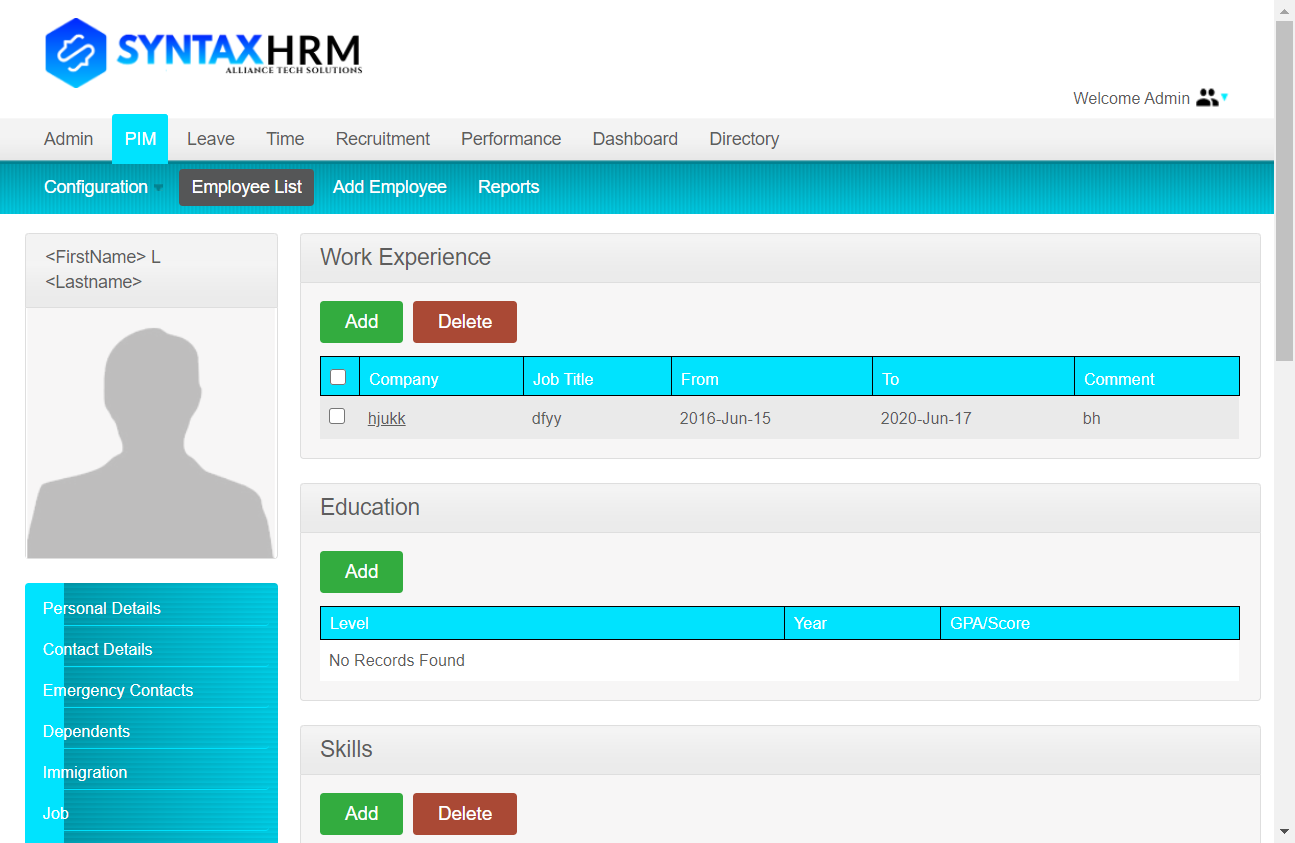 SYNTAXHRM
ALLIANCE TECH SOLUTIONS
Welcome Admin
Admin PIM Leave Time Recruitment Performance Dashboard Directory
Configuration Employee List Add Employee Reports
<FirstName> L
<Lastname>
Personal Details
Contact Details
Emergency Contacts
Dependents
Immigration
Job
Work Experience
Add Delete
Company Job Title From To Comment
hjukk dfyy 2016-Jun-15 2020-Jun-17 bh
Education
Add
Level Year GPA/Score
No Records Found
Skills
Add Delete